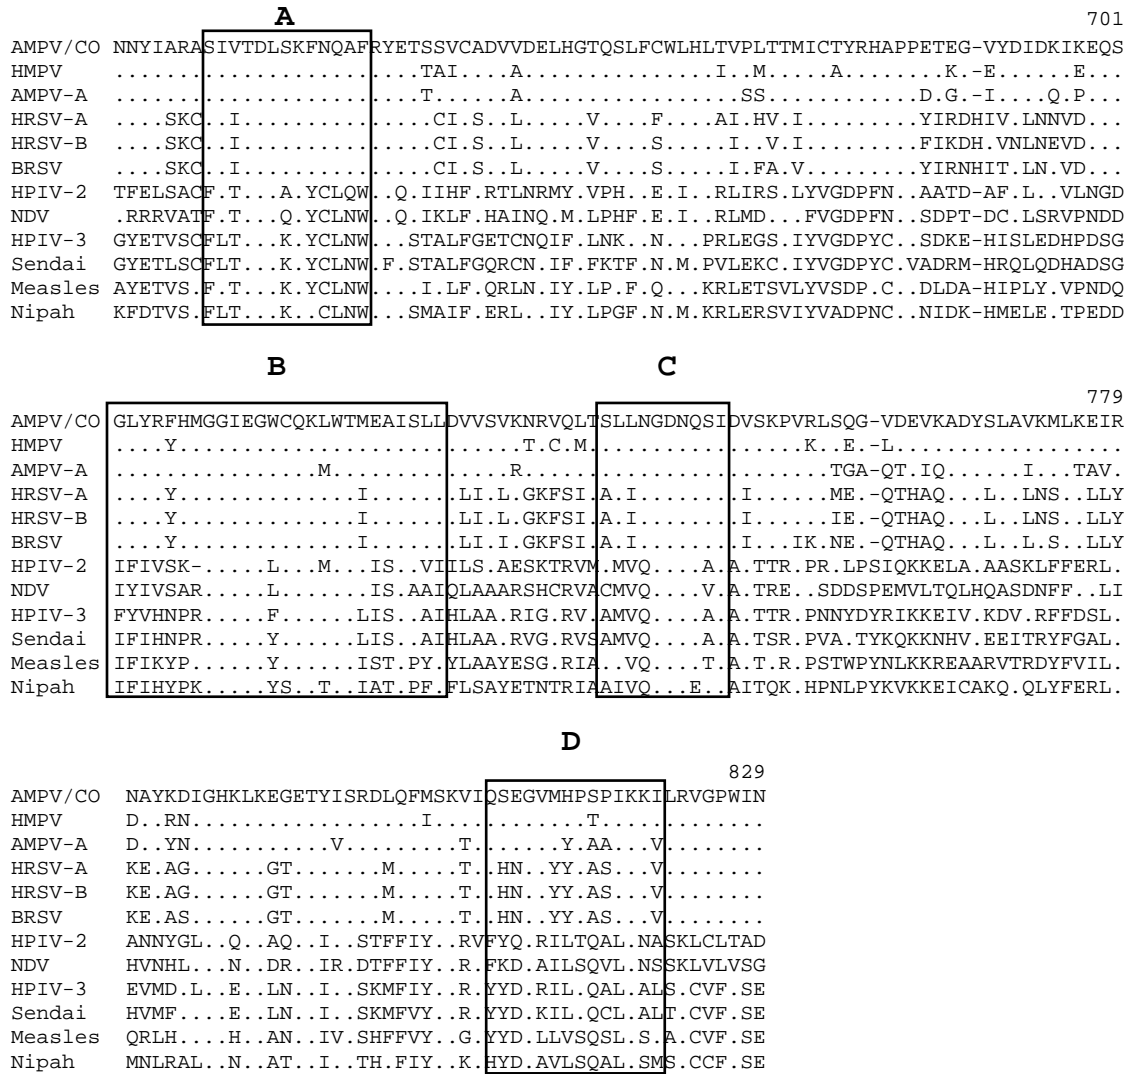 A
701
AMPV/CO NNYIARASIVTDLSKFNQAFRYETSSVCADVVDELHGTQSLFCWLHLTVPLTTMICTYRHAPPETEG-VYDIDKIKEQS
HMPV ........................TAI....A...............I..M.....A........E.-E......E...
AMPV-A ........................T......A.................SS............D.G.-I....Q.P...
HRSV-A ....SKC..I...............CI.S..L.....V....F....AI.HV.I.........YIRDHIV.LNNVD...
HRSV-B ....SKC..I...............CI.S..L.....V....S.....I..V.I.........FIKDH.VNLNEVD...
BRSV ....SKC..I...............CI.S..L.....V....S.....I.FA.V.........YIRNHIT.LN.VD...
HPIV-2 TFELSACF.T...A.YCLQW..Q.IIHF.RTLNRMY.VPH..E.I..RLIRS.LYVGDPFN..AATD-AF.L..VLNGD
NDV .RRRVATF.T...Q.YCLNW..Q.IKLF.HAINQ.M.LPHF.E.I..RLMD...FVGDPFN..SDPT-DC.LSRVPNDD
HPIV-3 GYETVSCFLT...K.YCLNW...STALFGETCNQIF.LNK..N...PRLEGS.IYVGDPYC..SDKE-HISLEDHPDSG
Sendai GYETLSCFLT...K.YCLNW.F.STALFGQRCN.IF.FKTF.N.M.PVLEKC.IYVGDPYC.VADRM-HRQLQDHADSG
Measles AYETVS.F.T...K.YCLNW....I.LF.QRLN.IY.LP.F.Q...KRLETSVLYVSDP.C..DLDA-HIPLY.VPNDQ
Nipah KFDTVS.FLT...K..CLNW...SMAIF.ERL..IY.LPGF.N.M.KRLERSVIYVADPNC..NIDK-HMELE.TPEDD
B C
779
AMPV/CO GLYRFHMGGIEGWCQKLWTMEAISLLDVVSVKNRVQLTSLLNGDNQSIDVSKPVRLSQG-VDEVKADYSLAVKMLKEIR
HMPV ....Y...........................T.C.M.................K..E.-L..................
AMPV-A ................M..............R........................TGA-QT.IQ......I...TAV.
HRSV-A ....Y..............I.......LI.L.GKFSI.A.I........I......ME.-QTHAQ...L..LNS..LLY
HRSV-B ....Y..............I.......LI.L.GKFSI.A.I........I......IE.-QTHAQ...L..LNS..LLY
BRSV ....Y..............I.......LI.I.GKFSI.A.I........I...IK.NE.-QTHAQ...L..L.S..LLY
HPIV-2 IFIVSK-.....L...M...IS..VIILS.AESKTRVM.MVQ.....A.A.TTR.PR.LPSIQKKELA.AASKLFFERL.
NDV IYIVSAR.....L.......IS.AAIQLAAARSHCRVACMVQ.....V.A.TRE..SDDSPEMVLTQLHQASDNFF..LI
HPIV-3 FYVHNPR.....F......LIS..AIHLAA.RIG.RV.AMVQ.....A.A.TTR.PNNYDYRIKKEIV.KDV.RFFDSL.
Sendai IFIHNPR.....Y......LIS..AIHLAA.RVG.RVSAMVQ.....A.A.TSR.PVA.TYKQKKNHV.EEITRYFGAL.
Measles IFIKYP......Y......IST.PY.YLAAYESG.RIA..VQ.....T.A.T.R.PSTWPYNLKKREAARVTRDYFVIL.
Nipah IFIHYPK.....YS..T..IAT.PF.FLSAYETNTRIAAIVQ...E..AITQK.HPNLPYKVKKEICAKQ.QLYFERL.
D
829
AMPV/CO NAYKDIGHKLKEGETYISRDLQFMSKVIQSEGVMHPSPIKKILRVGPWIN
HMPV D..RN..................I............T.............
AMPV-A D..YN...........V.........T.......Y.AA...V........
HRSV-A KE.AG......GT.......M.....T..HN..YY.AS...V........
HRSV-B KE.AG......GT.......M.....T..HN..YY.AS...V........
BRSV KE.AS......GT.......M.....T..HN..YY.AS...V........
HPIV-2 ANNYGL..Q..AQ..I..STFFIY..RVFYQ.RILTQAL.NASKLCLTAD
NDV HVNHL...N..DR..IR.DTFFIY..R.FKD.AILSQVL.NSSKLVLVSG
HPIV-3 EVMD.L..E..LN..I..SKMFIY..R.YYD.RIL.QAL.ALS.CVF.SE
Sendai HVMF....E..LN..I..SKMFVY..R.YYD.KIL.QCL.ALT.CVF.SE
Measles QRLH....H..AN..IV.SHFFVY..G.YYD.LLVSQSL.S.A.CVF.SE
Nipah MNLRAL..N..AT..I..TH.FIY..K.HYD.AVLSQAL.SMS.CCF.SE